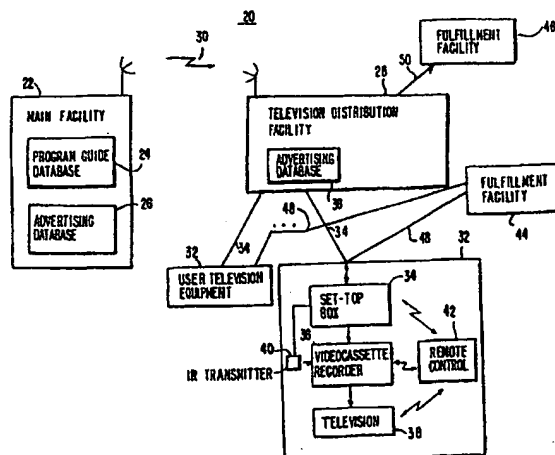 20
30
FULFILLMENT FACILITY
46
50
22
MAIN FACILITY
PROGRAM GUIDE DATABASE
24
ADVERTISING DATABASE
26
28
TELEVISION DISTRIBUTION FACILITY
ADVERTISING DATABASE
36
FULFILLMENT FACILITY
44
48
34
34
48
32
USER TELEVISION EQUIPMENT
32
SET-TOP BOX
34
42
REMOTE CONTROL
36
40
IR TRANSMITTER
VIDEOCASSETTE RECORDER
TELEVISION
38